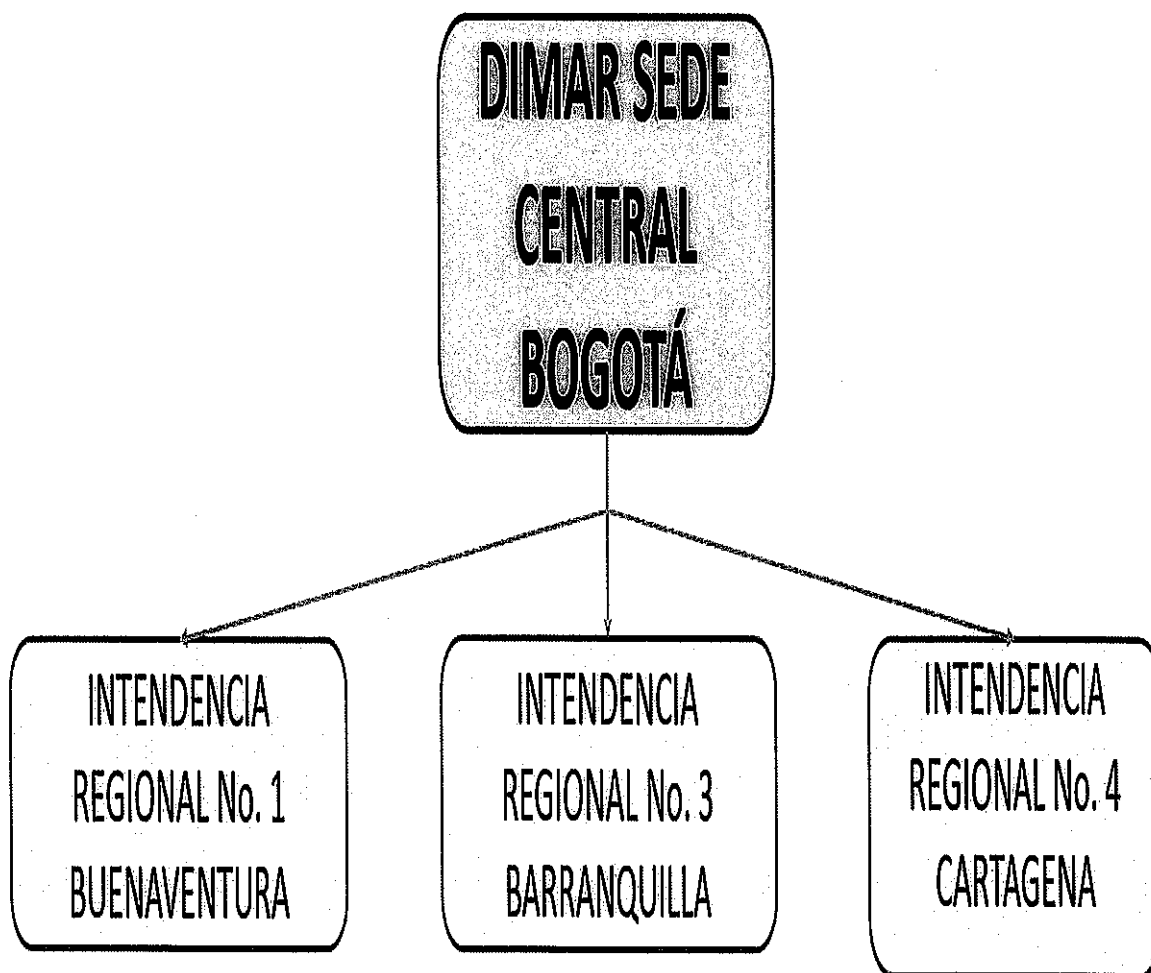 DIMAR SEDE
CENTRAL
BOGOTÁ
INTENDENCIA
REGIONAL No. 1
BUENAVENTURA
INTENDENCIA
REGIONAL No. 3
BARRANQUILLA
INTENDENCIA
REGIONAL No. 4
CARTAGENA